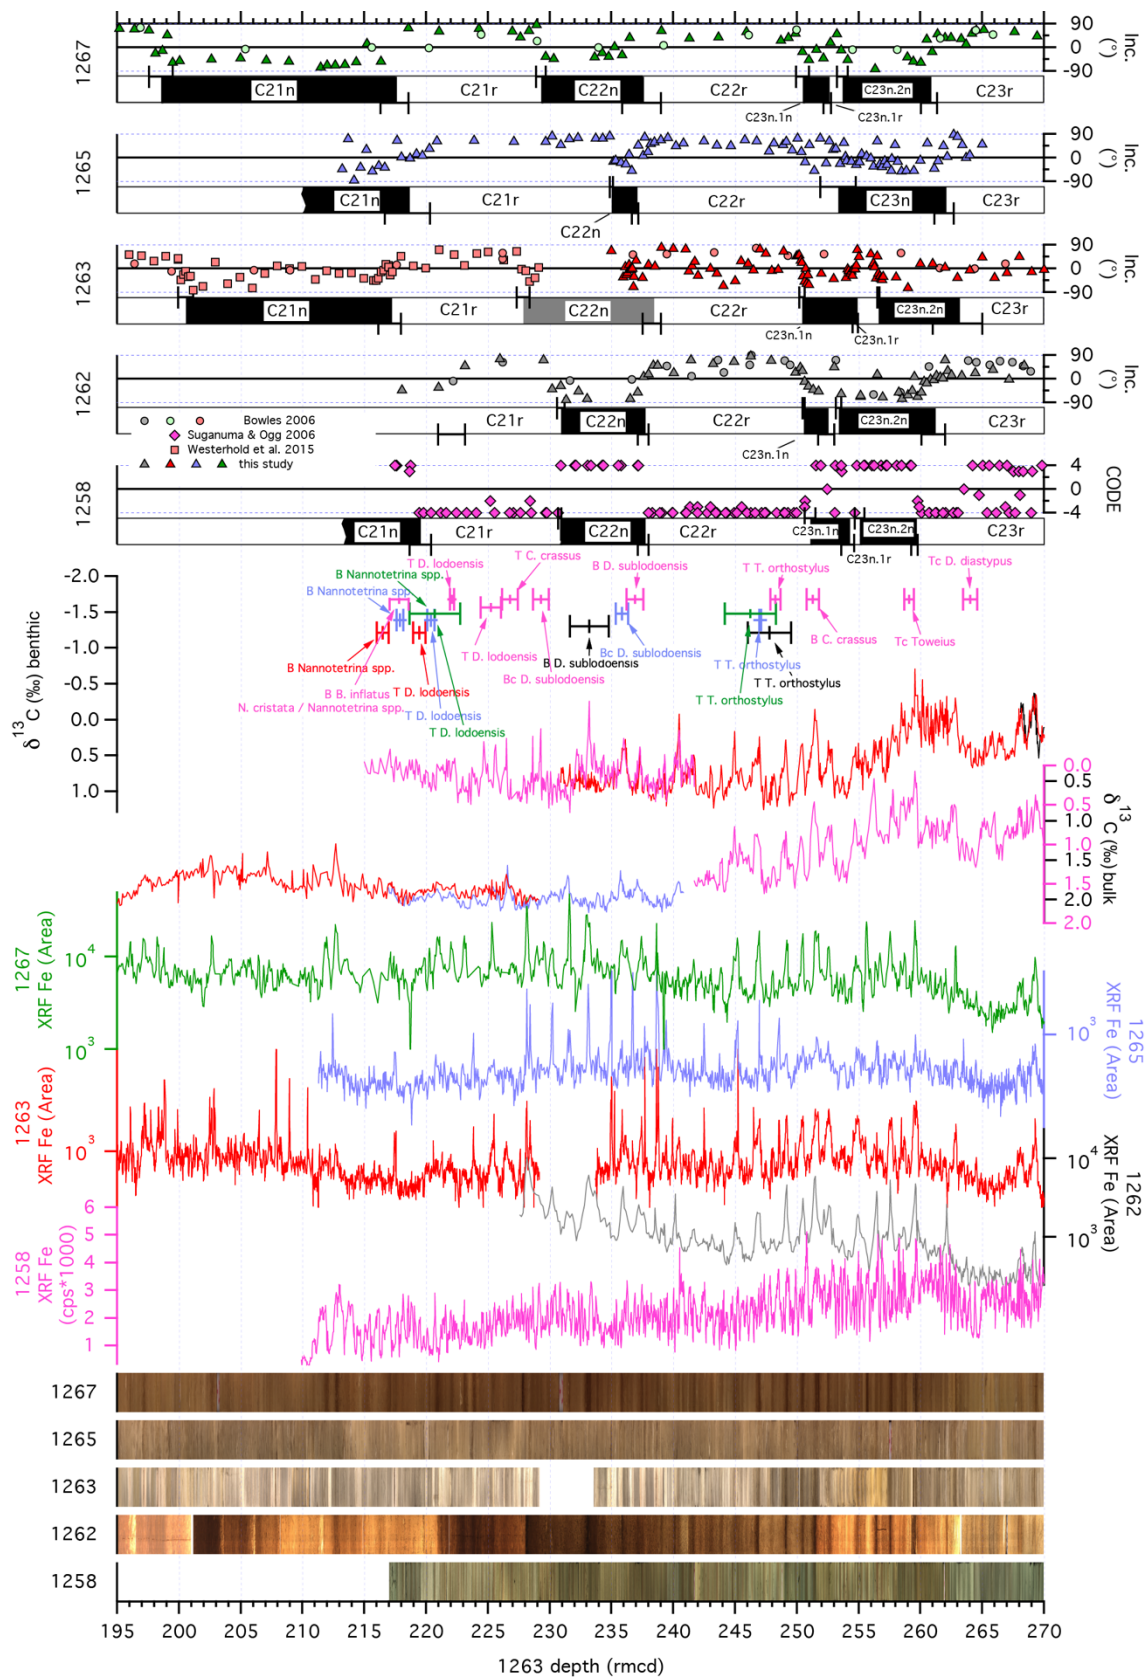 90
0
-90
Inc.
(°)
1267
C21n
C21r
C22n
C22r
C23n.2n
C23r
C23n.1n
C23n.1r
90
0
-90
Inc.
(°)
1265
C21n
C21r
C22n
C22r
C23n
C23r
90
0
-90
Inc.
(°)
1263
C21n
C21r
C22n
C22r
C23n.2n
C23r
C23n.1n
C23n.1r
90
0
-90
Inc.
(°)
1262
C21r
C22n
C22r
C23n.2n
C23r
C23n.1n
C23n.1r
Bowles 2006
Suganuma & Ogg 2006
Westerhold et al. 2015
this study
4
0
-4
CODE
1258
C21n
C21r
C22n
C22r
C23n.1n
C23n.2n
C23r
C23n.1r
T C. crassus
T D. lodoensis
B Nannotetrina spp.
B D. sublodoensis
T T. orthostylus
Tc D. diastypus
B Nannotetrina spp.
B C. crassus
Tc Toweius
T D. lodoensis
B D. sublodoensis
Bc D. sublodoensis
T T. orthostylus
B Nannotetrina spp.
Bc D. sublodoensis
T T. orthostylus
B B. inflatus
T D. lodoensis
T T. orthostylus
N. cristata / Nannotetrina spp.
T D. lodoensis
T D. lodoensis
-2.0
-1.5
-1.0
-0.5
0.0
0.5
1.0
δ 13 C (‰) benthic
0.0
0.5
1.0
1.5
2.0
0.5
1.0
1.5
2.0
δ 13 C (‰) bulk
10⁴
10³
1267
XRF Fe (Area)
10³
1265
XRF Fe (Area)
10³
1263
XRF Fe (Area)
10⁴
10³
1262
XRF Fe (Area)
6
5
4
3
2
1
1258
XRF Fe
(cps*1000)
1267
1265
1263
1262
1258
195 200 205 210 215 220 225 230 235 240 245 250 255 260 265 270
1263 depth (rmcd)